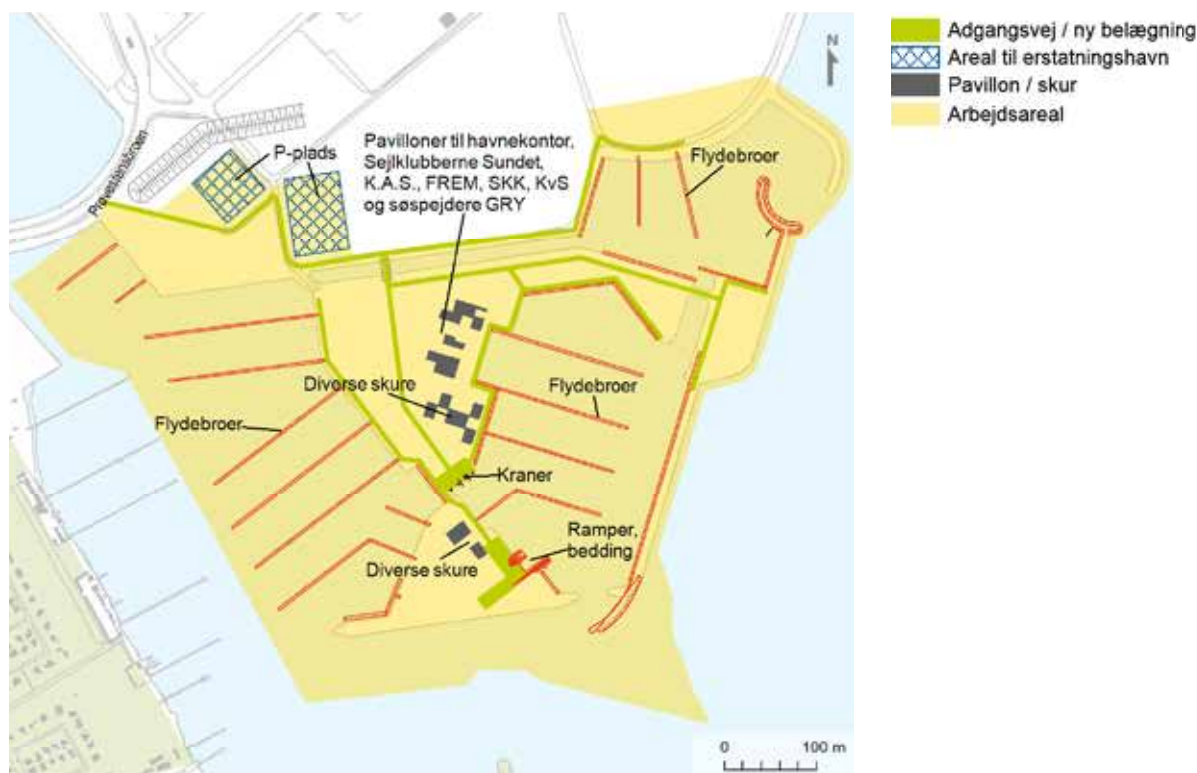 Adgangsvej / ny belægning
Areal til erstatningshavn
Pavillon / skur
Arbejdsareal
N
Prøvestensbroen
P-plads
Pavilloner til havnekontor,
Sejlklubberne Sundet,
K.A.S., FREM, SKK, KvS
og søspejdere GRY
Flydebroer
Diverse skure
Flydebroer
Flydebroer
Kraner
Ramper,
bedding
Diverse skure
0 100 m